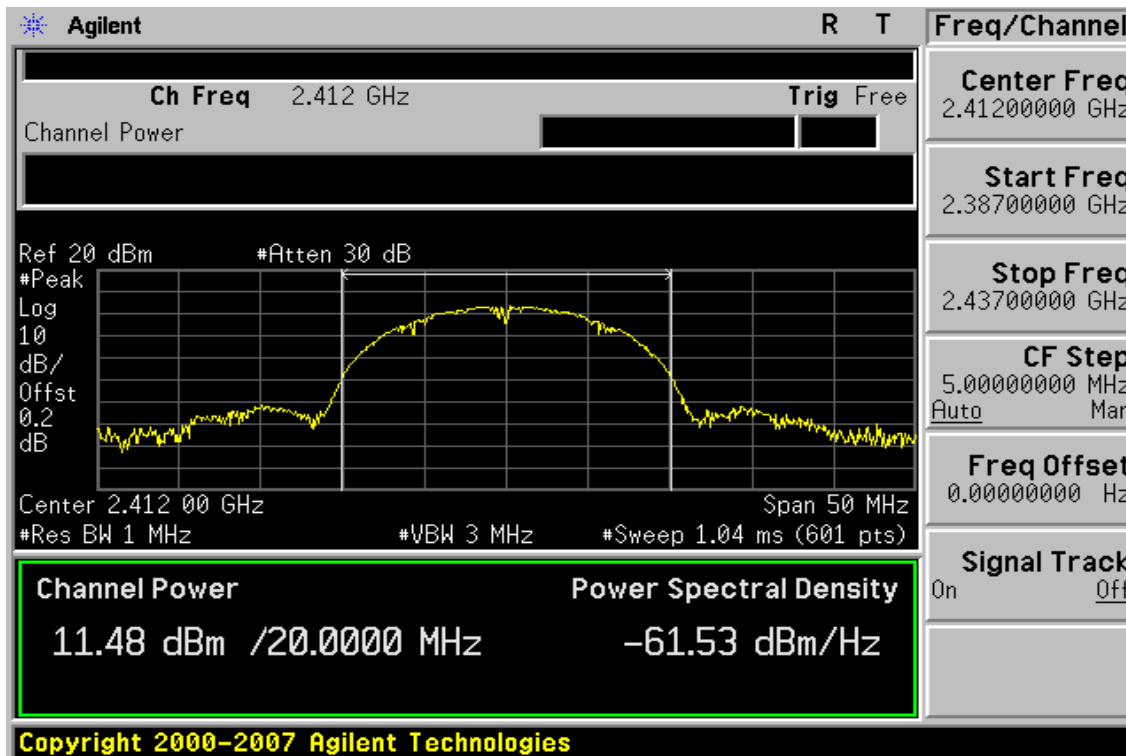 Agilent R T
Ch Freq 2.412 GHz Trig Free
Channel Power
Ref 20 dBm #Atten 30 dB
#Peak
Log
10
dB/
Offst
0.2
dB
Center 2.412 00 GHz Span 50 MHz
#Res BW 1 MHz #VBW 3 MHz #Sweep 1.04 ms (601 pts)
Channel Power Power Spectral Density
11.48 dBm /20.0000 MHz -61.53 dBm/Hz
Copyright 2000-2007 Agilent Technologies
Freq/Channel
Center Freq
2.41200000 GHz
Start Freq
2.38700000 GHz
Stop Freq
2.43700000 GHz
CF Step
5.00000000 MHz
Auto Man
Freq Offset
0.00000000 Hz
Signal Track
On Off